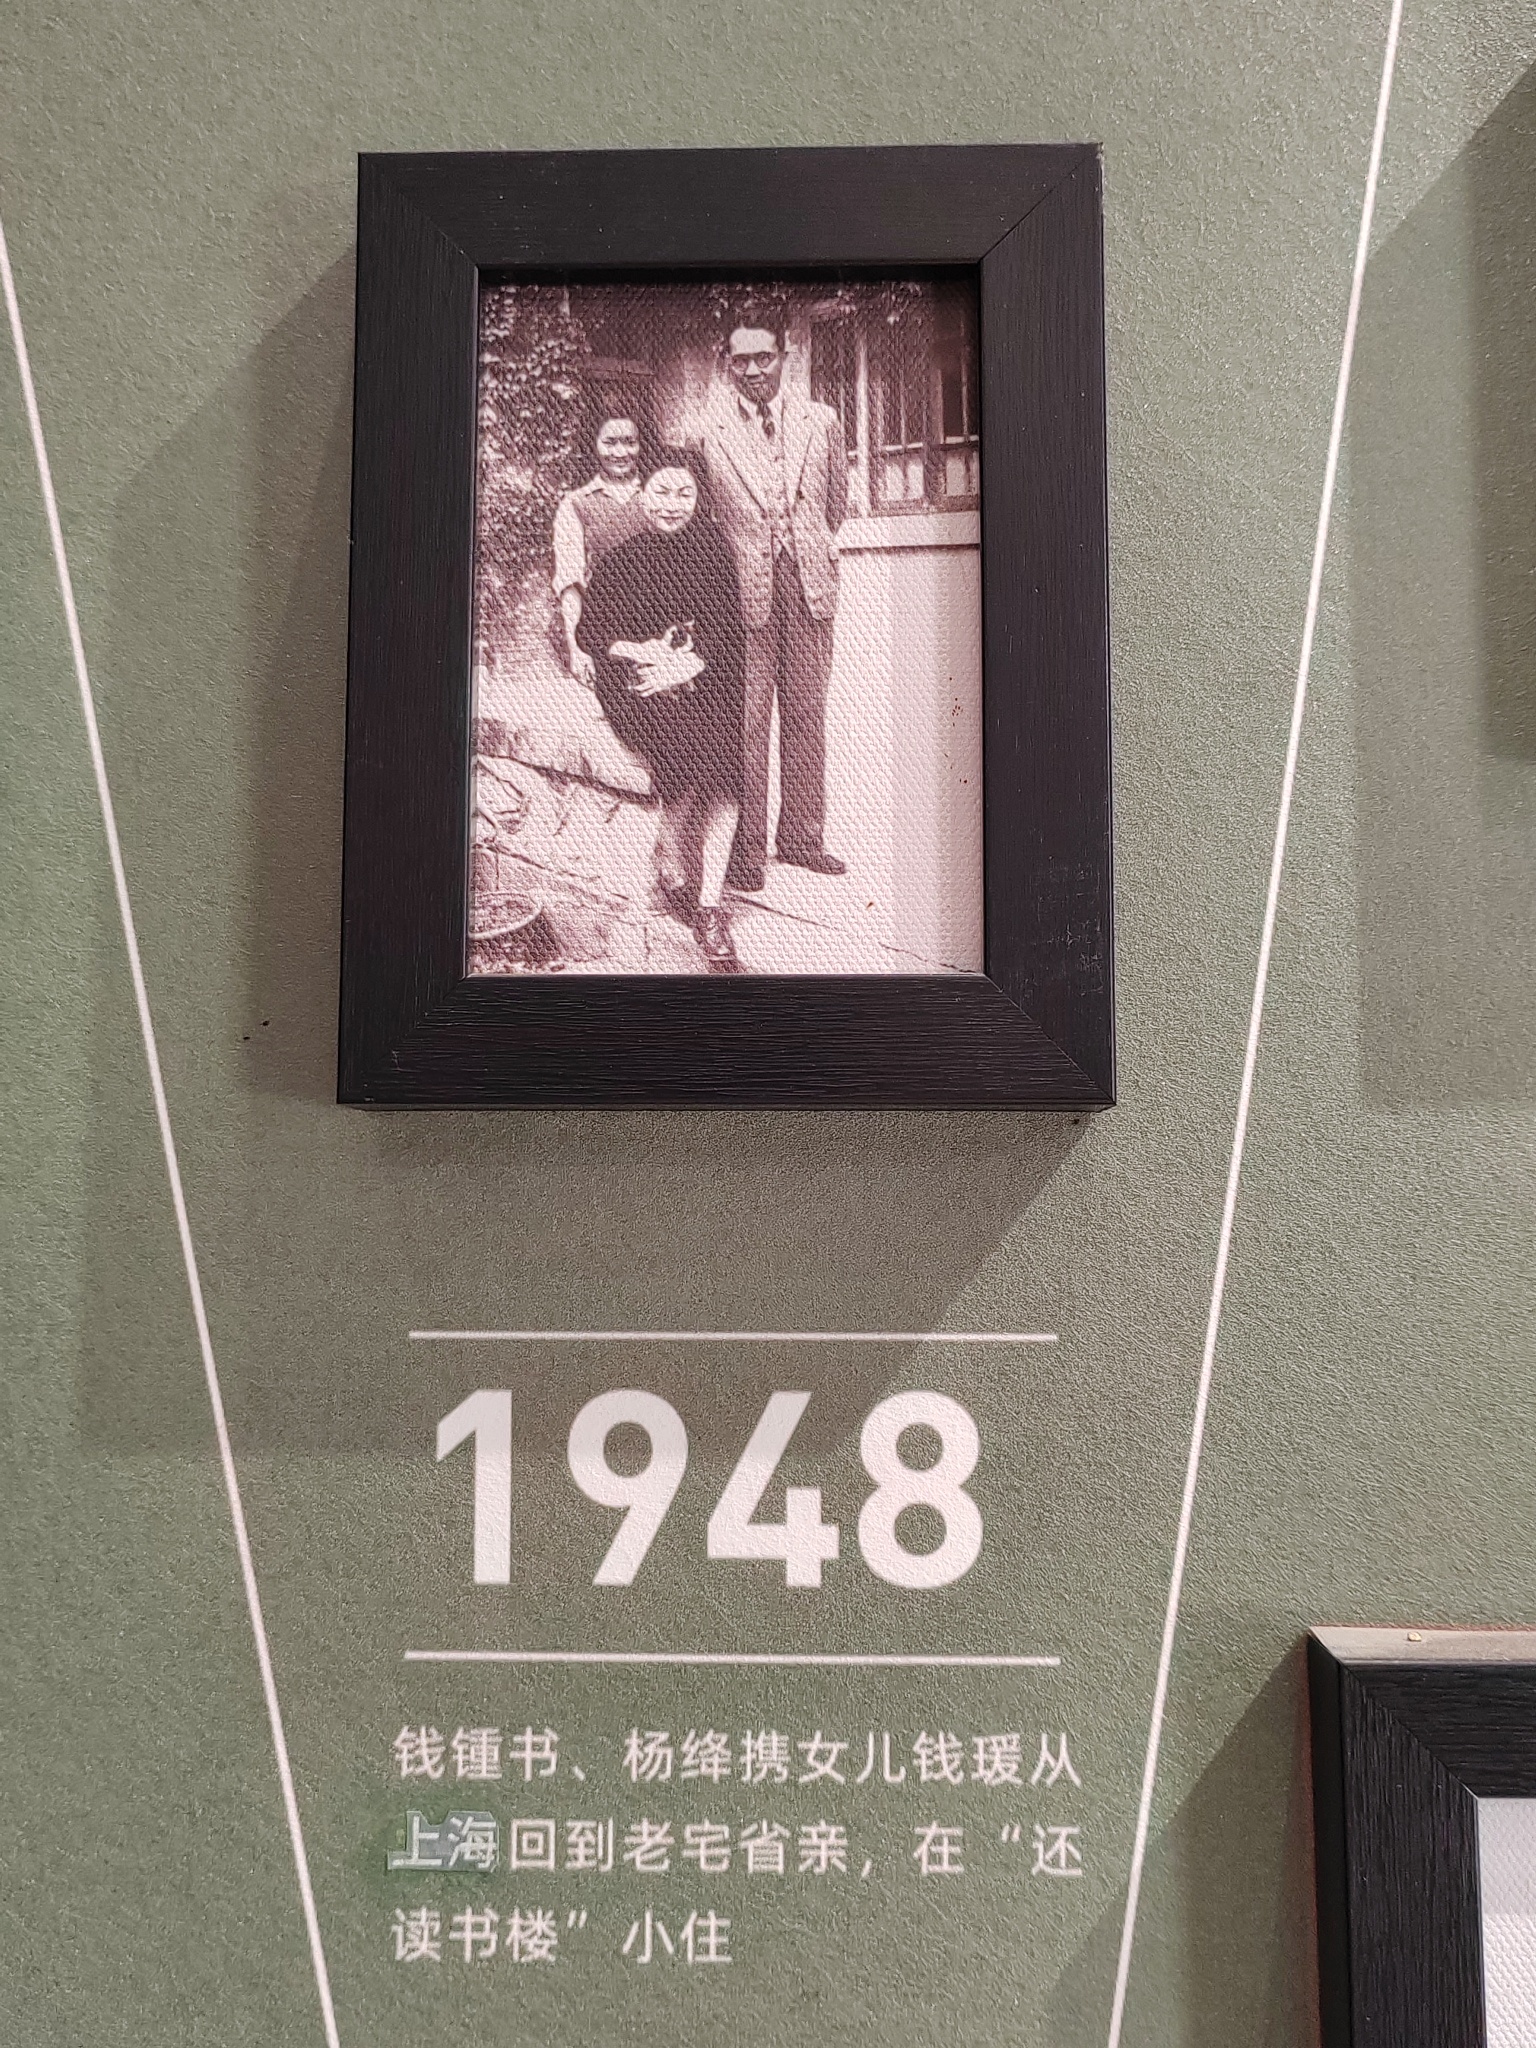 1948
钱锺书、杨绛携女儿钱瑗从
上海回到老宅省亲，在“还
读书楼”小住